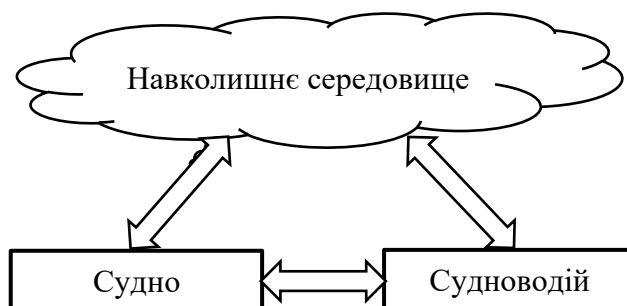 Навколишнє середовище
Судно
Судноводій